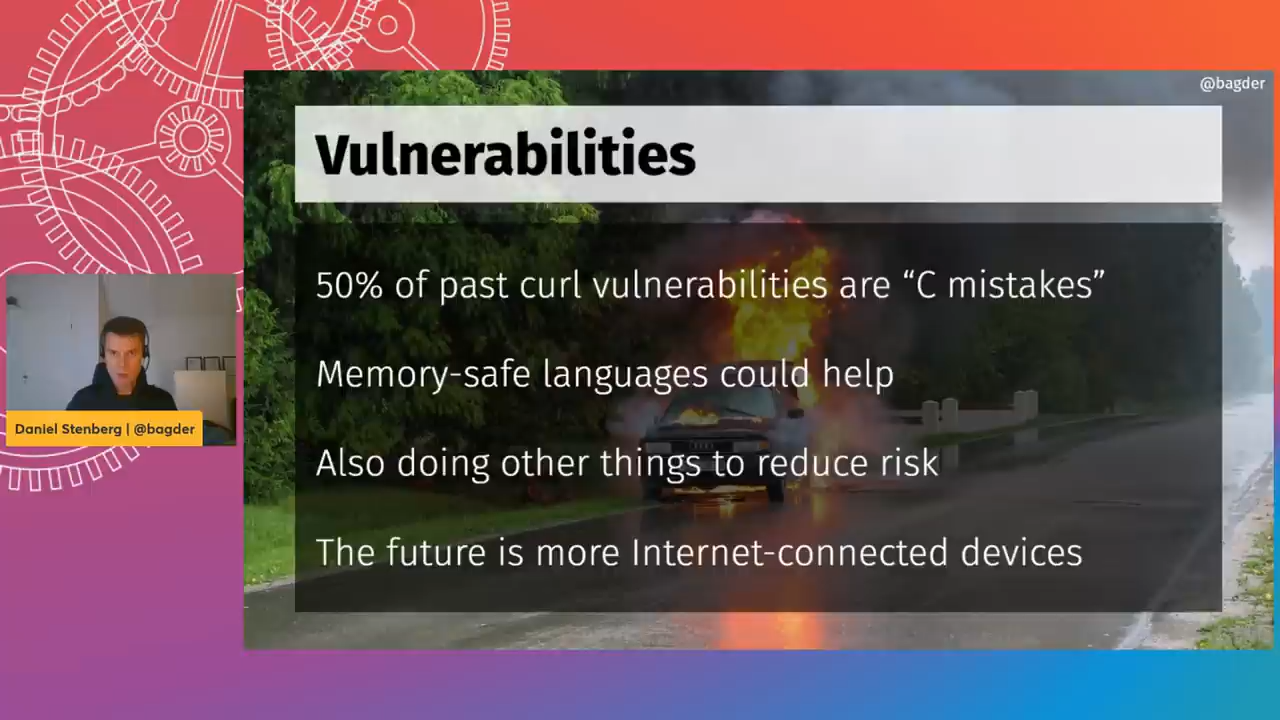 @bagder
Vulnerabilities
50% of past curl vulnerabilities are “C mistakes”
Memory-safe languages could help
Also doing other things to reduce risk
The future is more Internet-connected devices
Daniel Stenberg | @bagder